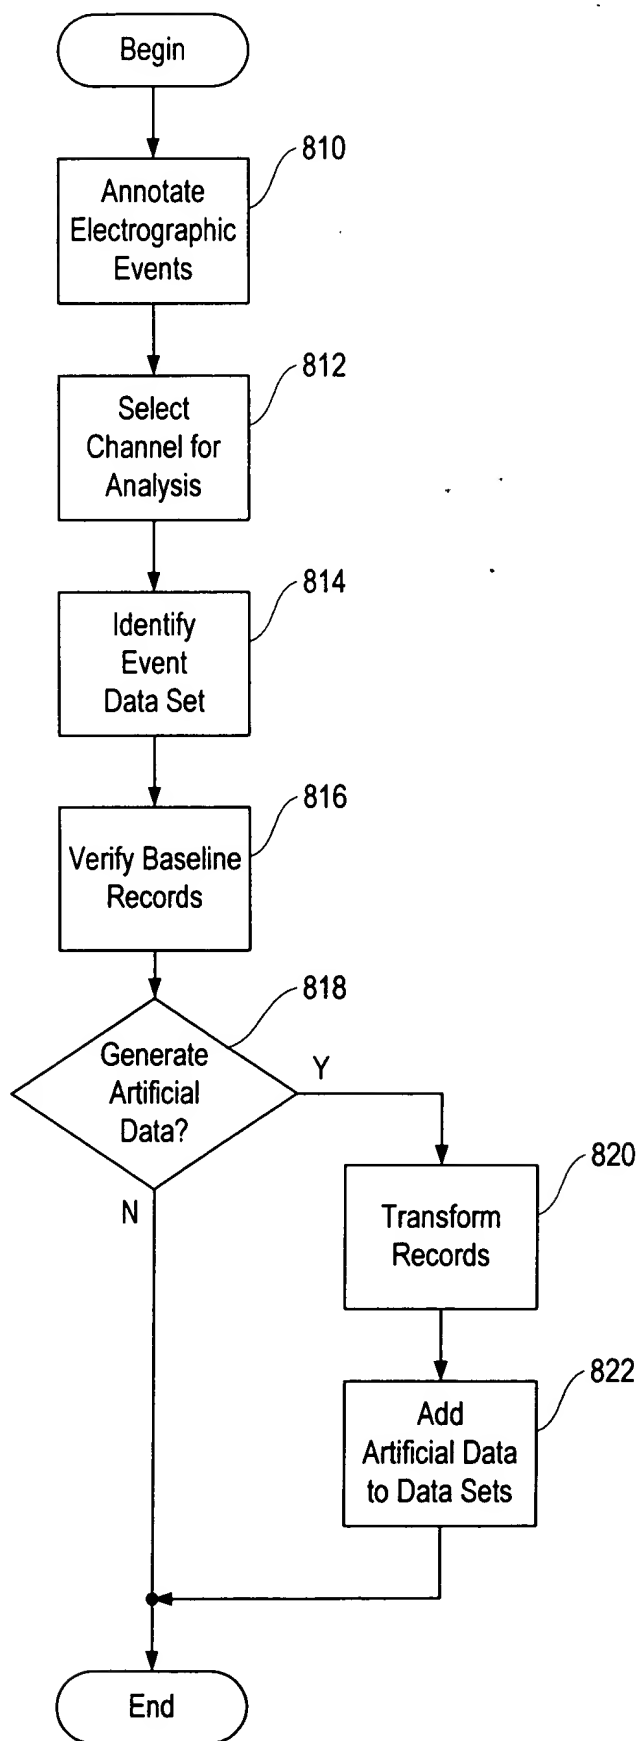 Begin
810
Annotate
Electrographic
Events
812
Select
Channel for
Analysis
814
Identify
Event
Data Set
816
Verify Baseline
Records
818
Generate
Artificial
Data?
Y
N
820
Transform
Records
822
Add
Artificial Data
to Data Sets
End